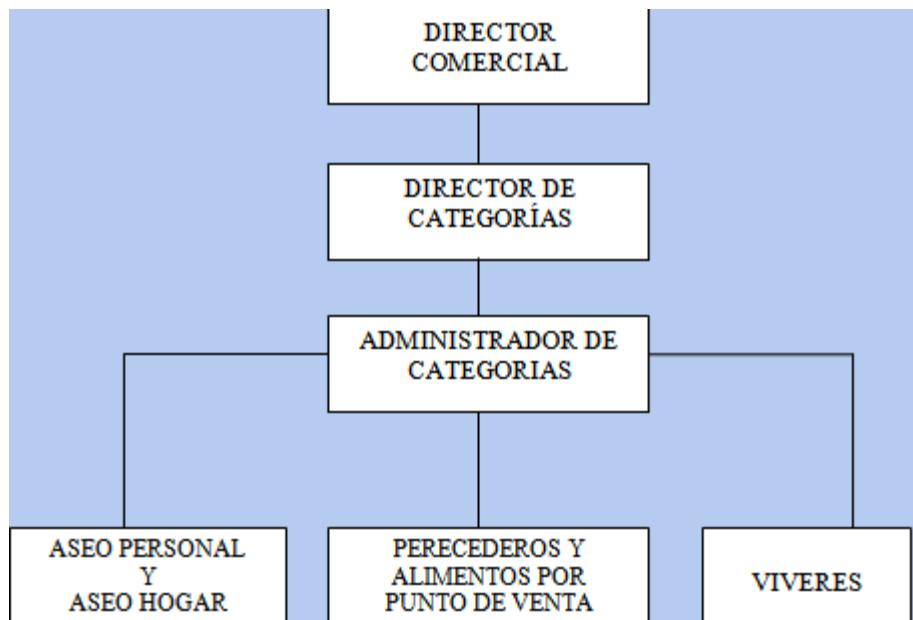 DIRECTOR
COMERCIAL
DIRECTOR DE
CATEGORÍAS
ADMINISTRADOR DE
CATEGORIAS
ASEO PERSONAL
Y
ASEO HOGAR
PERECEDEROS Y
ALIMENTOS POR
PUNTO DE VENTA
VIVERES